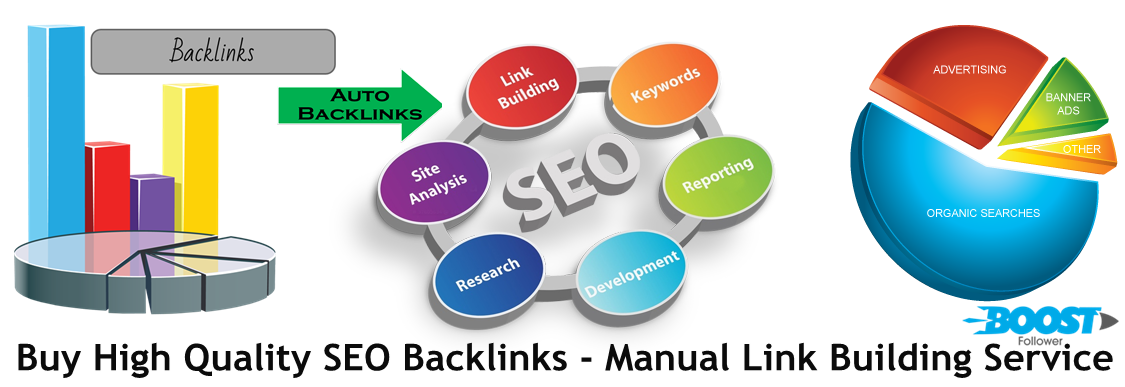 Backlinks
AUTO
BACKLINKS
Link
Building
Keywords
Site
Analysis
SEO
Reporting
Research
Development
ADVERTISING
BANNER
ADS
OTHER
ORGANIC SEARCHES
BOOST
Follower
Buy High Quality SEO Backlinks - Manual Link Building Service